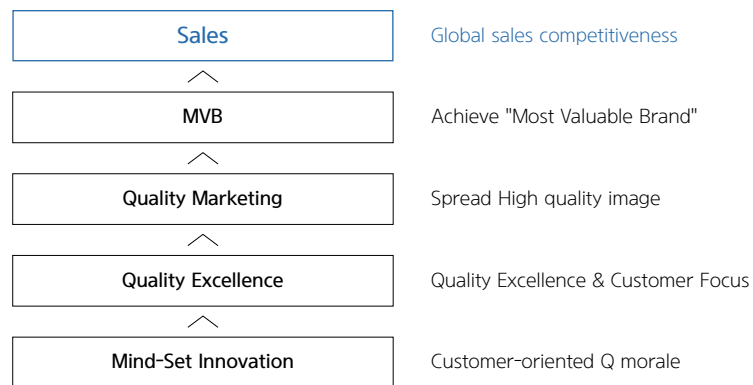 Sales
Global sales competitiveness
MVB
Achieve "Most Valuable Brand"
Quality Marketing
Spread High quality image
Quality Excellence
Quality Excellence & Customer Focus
Mind-Set Innovation
Customer-oriented Q morale